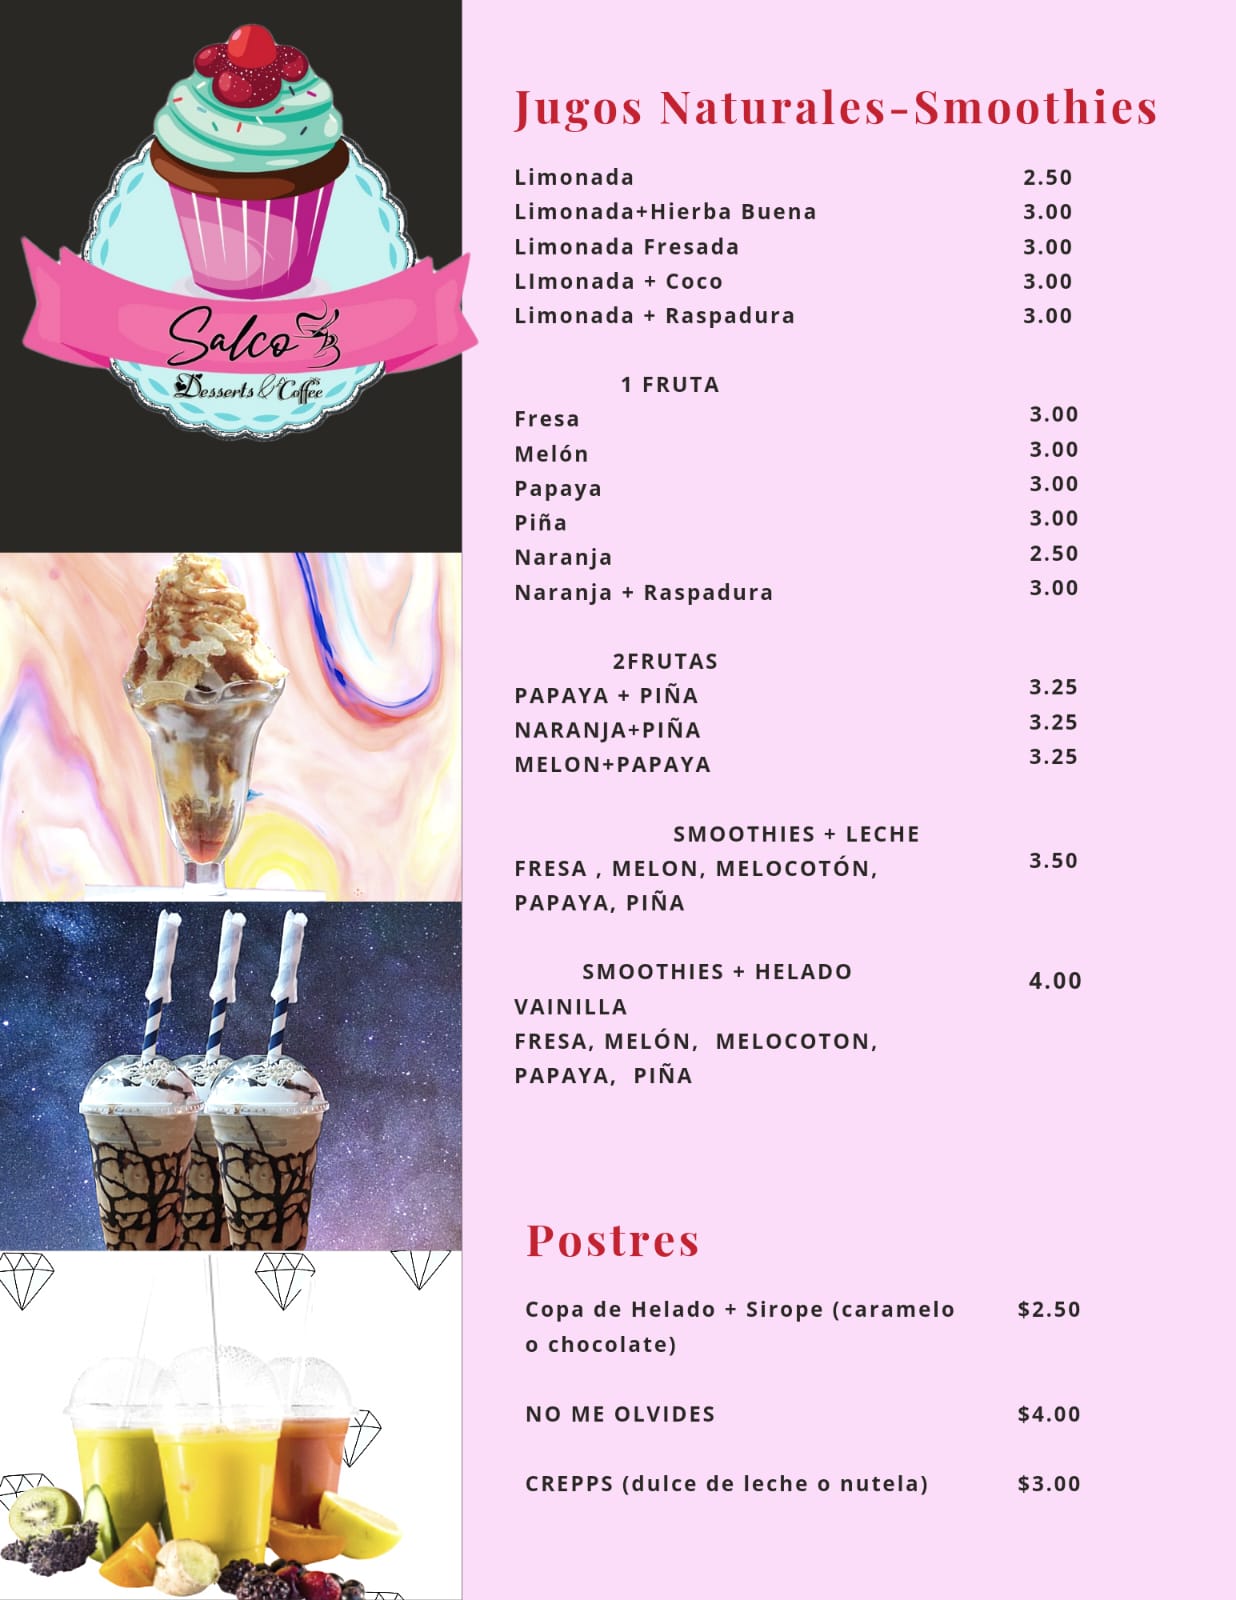 Salco
Desserts & Coffee
Jugos Naturales-Smoothies
Limonada 2.50
Limonada+Hierba Buena 3.00
Limonada Fresada 3.00
LImonada + Coco 3.00
Limonada + Raspadura 3.00
1 FRUTA
Fresa 3.00
Melón 3.00
Papaya 3.00
Piña 3.00
Naranja 2.50
Naranja + Raspadura 3.00
2FRUTAS
PAPAYA + PIÑA 3.25
NARANJA+PIÑA 3.25
MELON+PAPAYA 3.25
SMOOTHIES + LECHE
FRESA , MELON, MELOCOTÓN, 3.50
PAPAYA, PIÑA
SMOOTHIES + HELADO 4.00
VAINILLA
FRESA, MELÓN, MELOCOTON,
PAPAYA, PIÑA
Postres
Copa de Helado + Sirope (caramelo $2.50
o chocolate)
NO ME OLVIDES $4.00
CREPPS (dulce de leche o nutela) $3.00